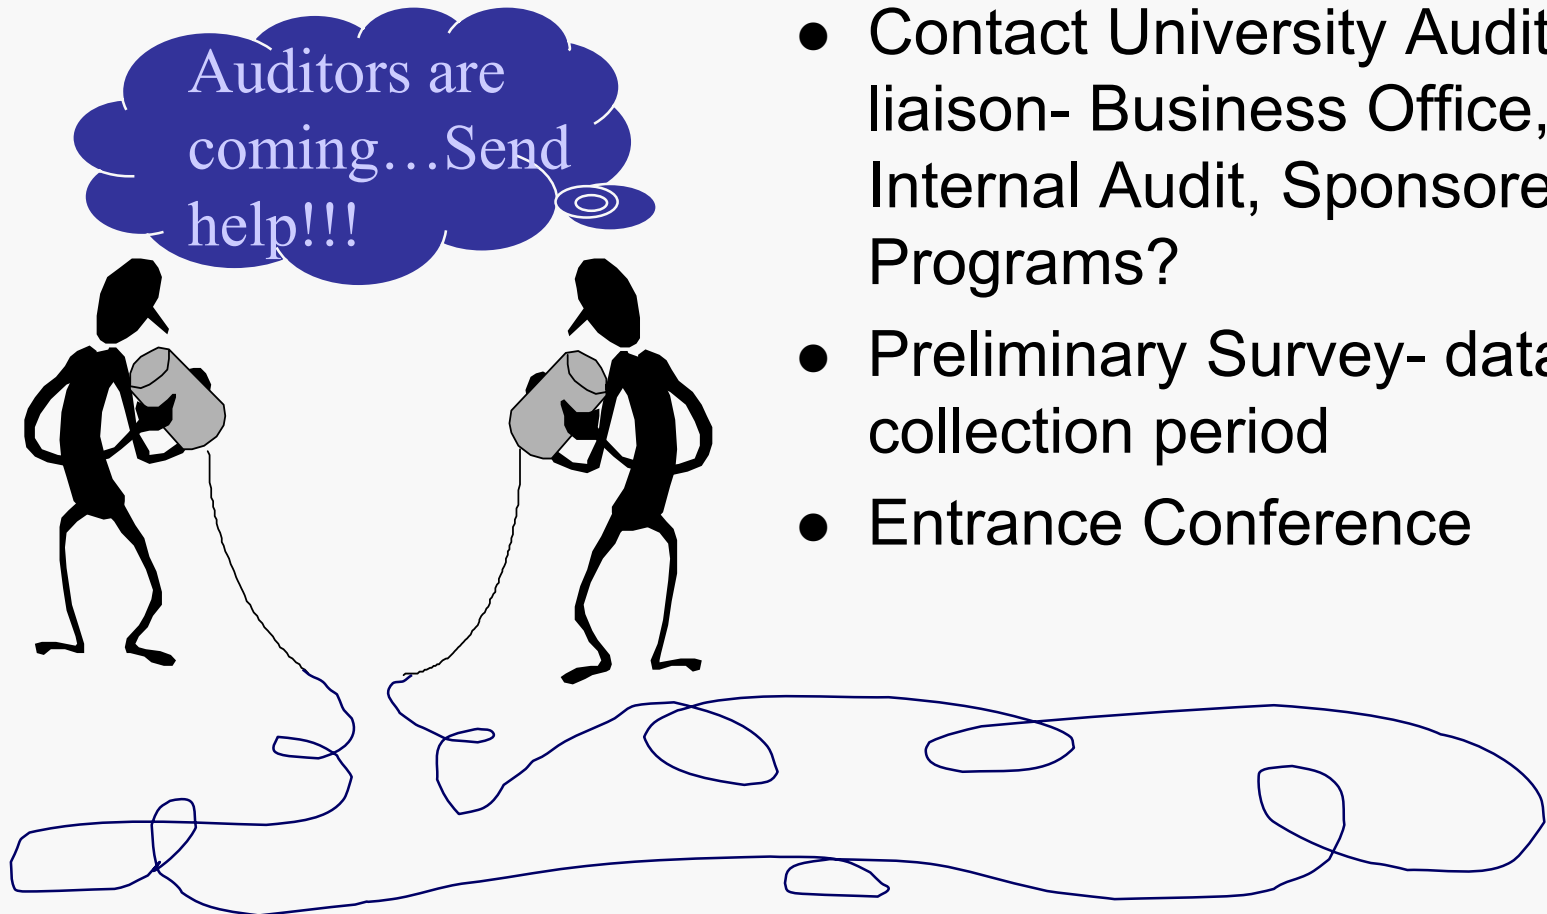 Auditors are
coming…Send
help!!!
● Contact University Audit
liaison- Business Office,
Internal Audit, Sponsore
Programs?
● Preliminary Survey- data
collection period
● Entrance Conference